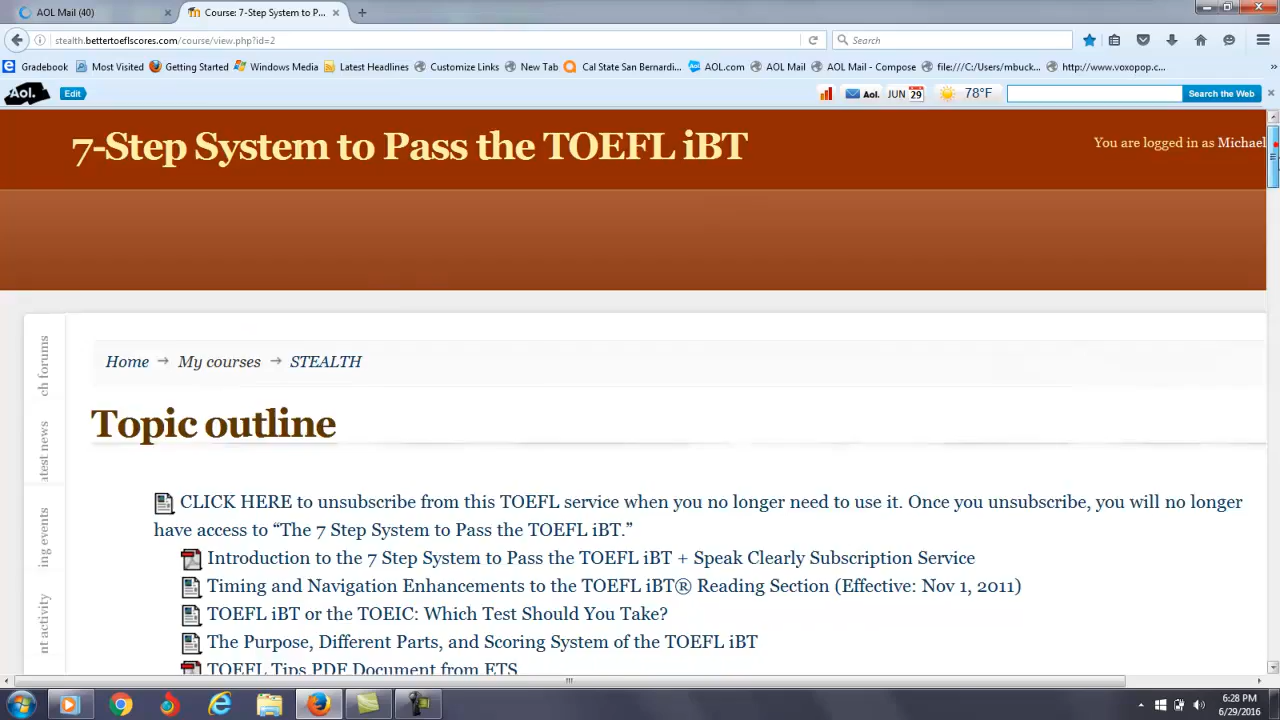 AOL Mail (40)
Course: 7-Step System to P...
stealth.bettertoeflscores.com/course/view.php?id=2
Search
Gradebook Most Visited Getting Started Windows Media Latest Headlines Customize Links New Tab Cal State San Bernardi... AOL.com AOL Mail AOL Mail - Compose file:///C:/Users/mbuck... http://www.voxopop.c...
Aol. Edit Aol. JUN 29 78°F Search the Web
7-Step System to Pass the TOEFL iBT
You are logged in as Michael
ch forums
atest news
ng events
nt activity
Home → My courses → STEALTH
Topic outline
CLICK HERE to unsubscribe from this TOEFL service when you no longer need to use it. Once you unsubscribe, you will no longer
have access to “The 7 Step System to Pass the TOEFL iBT.”
Introduction to the 7 Step System to Pass the TOEFL iBT + Speak Clearly Subscription Service
Timing and Navigation Enhancements to the TOEFL iBT® Reading Section (Effective: Nov 1, 2011)
TOEFL iBT or the TOEIC: Which Test Should You Take?
The Purpose, Different Parts, and Scoring System of the TOEFL iBT
TOEFL Tips PDF Document from ETS
6:28 PM
6/29/2016